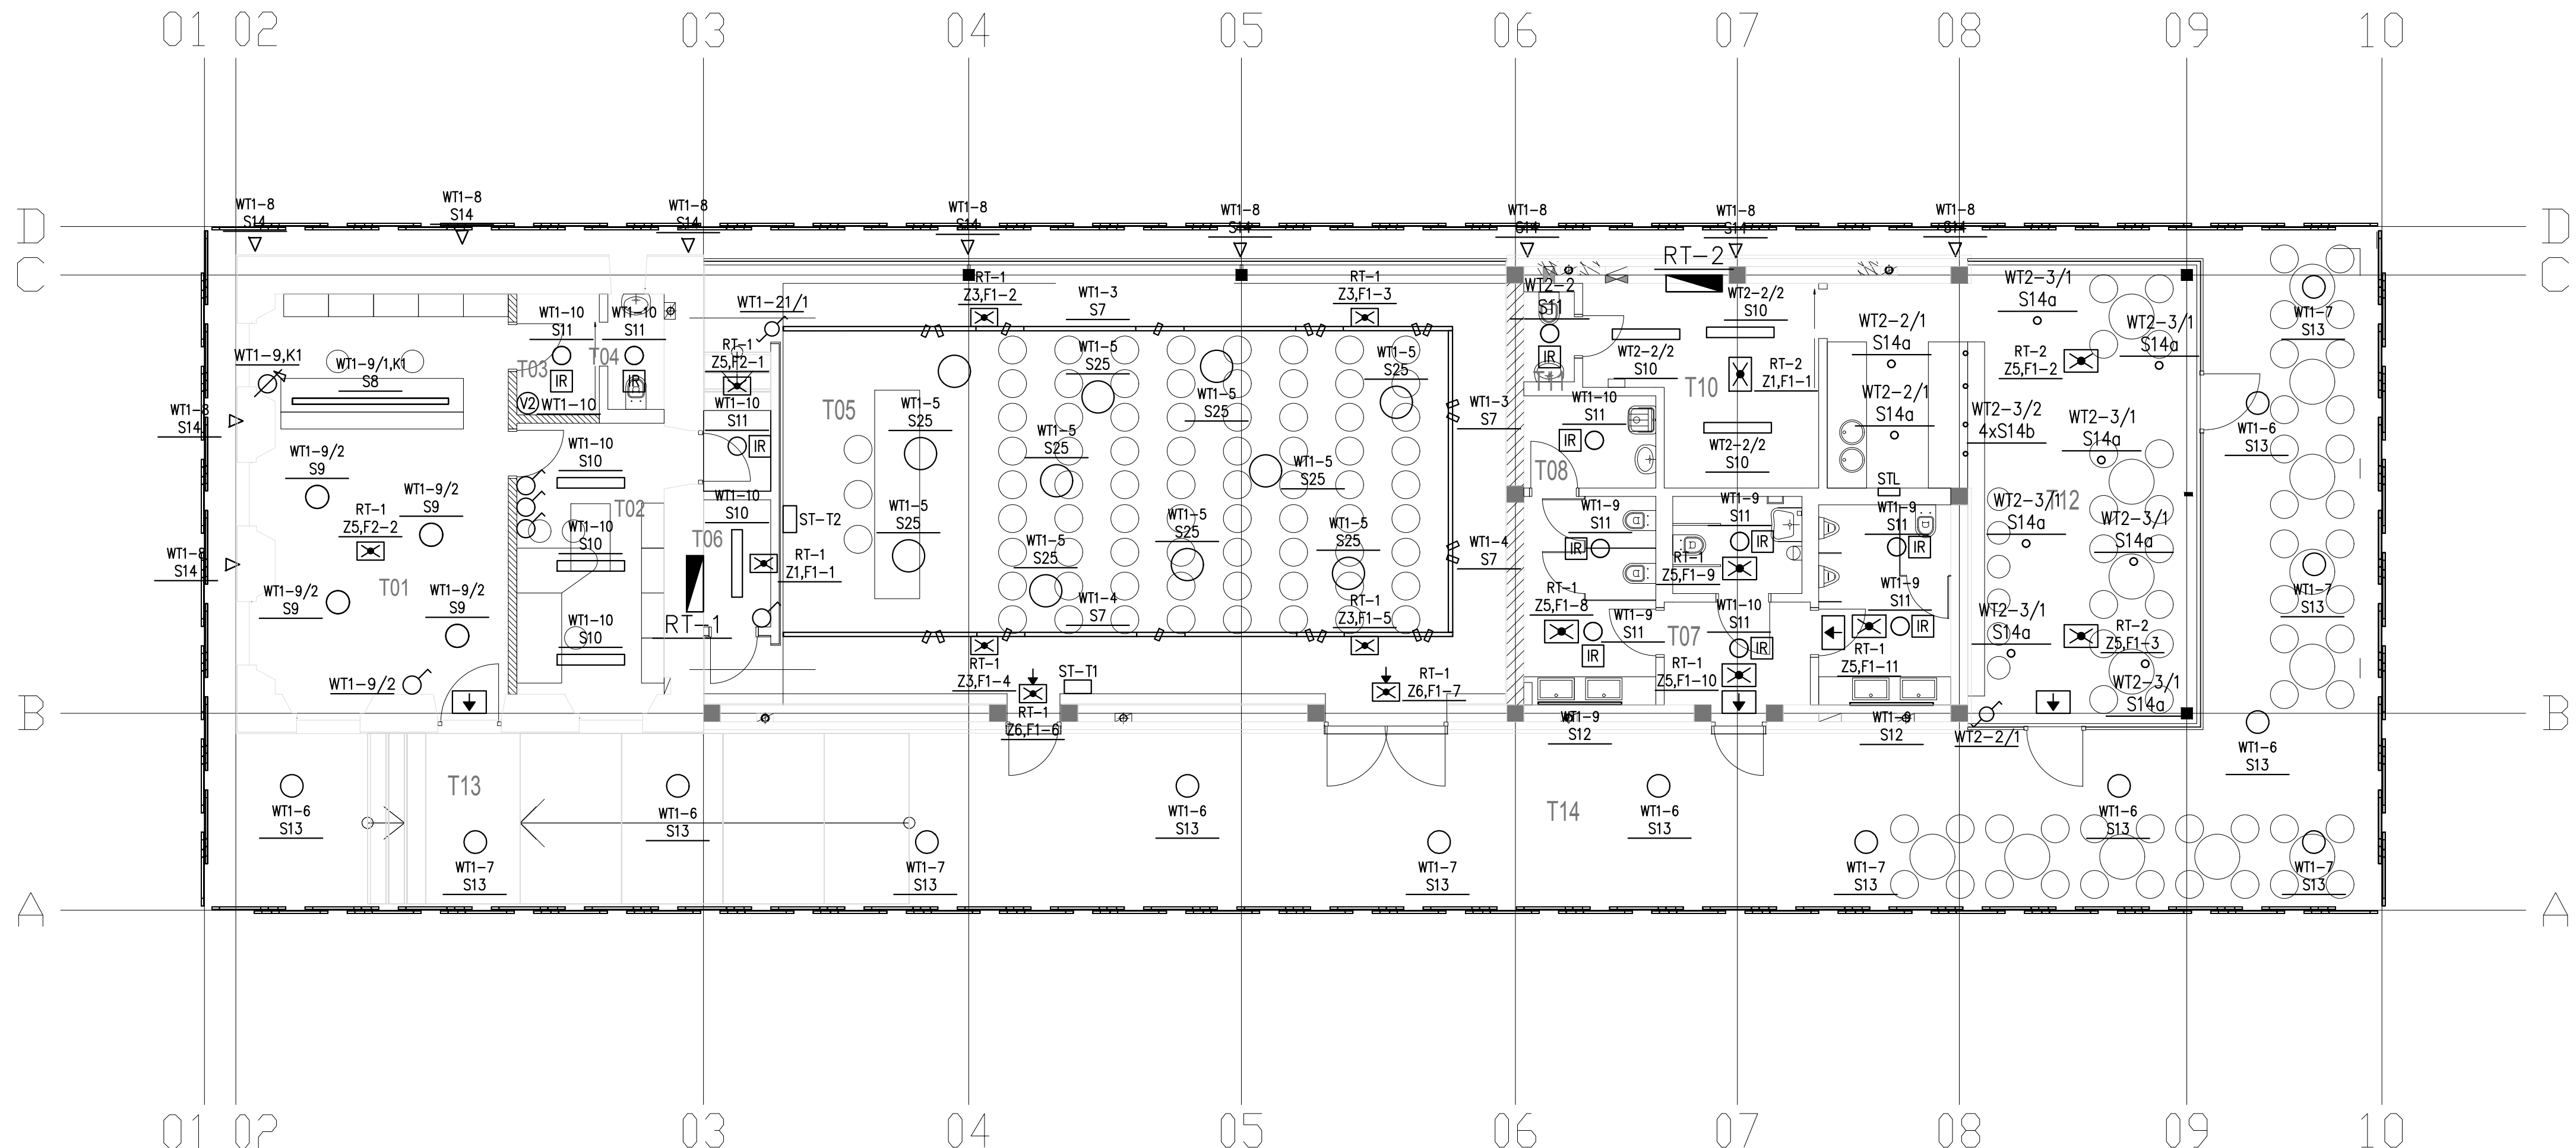 01 02 03 04 05 06 07 08 09 10
D D
C C
B B
A A
WT1-8
S14
WT1-8
S14
WT1-8
S14
WT1-8
S14
WT1-8
S14
WT1-8
S14
WT1-8
S14
WT1-8
S14
RT-2
RT-1
Z3,F1-2
WT1-3
S7
RT-1
Z3,F1-3
WT2-2
S11
WT2-2/2
S10
WT2-3/1
S14a
WT1-7
S13
WT1-10
S11
WT1-10
S11
WT1-21/1
WT2-2/1
S14a
WT2-3/1
S14a
WT1-9,K1
WT1-9/1,K1
S8
T03
T04
RT-1
Z5,F2-1
WT1-5
S25
WT1-5
S25
WT1-5
S25
WT2-2/2
S10
RT-2
Z1,F1-1
RT-2
Z5,F1-2
IR
IR
IR
T11
T10
V2
WT1-10
WT1-10
S11
T05
WT1-5
S25
WT1-3
S7
WT1-10
S11
WT2-2/1
S14a
WT2-3/2
4xS14b
WT2-3/1
S14a
WT1-6
S13
WT1-8
S14
WT1-10
S10
IR
WT1-5
S25
WT1-5
S25
IR
T08
WT2-2/2
S10
WT1-9/2
S9
WT1-9/2
S9
T02
WT1-10
S10
STL
WT2-3/1
S14a
T12
RT-1
Z5,F2-2
WT1-10
S10
T06
ST-T2
WT1-5
S25
WT1-5
S25
WT1-5
S25
WT1-9
S11
WT1-9
S11
WT1-9
S11
WT2-3/1
S14a
WT1-8
S14
T01
RT-1
Z1,F1-1
WT1-5
S25
WT1-4
S7
IR
IR
IR
RT-1
Z5,F1-9
WT1-9/2
S9
WT1-9/2
S9
WT1-10
S10
RT-1
WT1-4
S7
RT-1
Z3,F1-5
RT-1
Z5,F1-8
WT1-9
S11
T07
WT1-10
S11
WT1-9
S11
WT2-3/1
S14a
RT-2
Z5,F1-3
WT1-7
S13
IR
IR
IR
WT1-9/2
RT-1
Z3,F1-4
ST-T1
RT-1
Z6,F1-7
RT-1
Z5,F1-10
RT-1
Z5,F1-11
WT2-3/1
S14a
RT-1
Z6,F1-6
WT1-9
S12
WT1-9
S12
WT2-2/1
WT1-6
S13
T13
T14
WT1-6
S13
WT1-6
S13
WT1-6
S13
WT1-6
S13
WT1-6
S13
WT1-7
S13
WT1-7
S13
WT1-7
S13
WT1-7
S13
WT1-7
S13
01 02 03 04 05 06 07 08 09 10